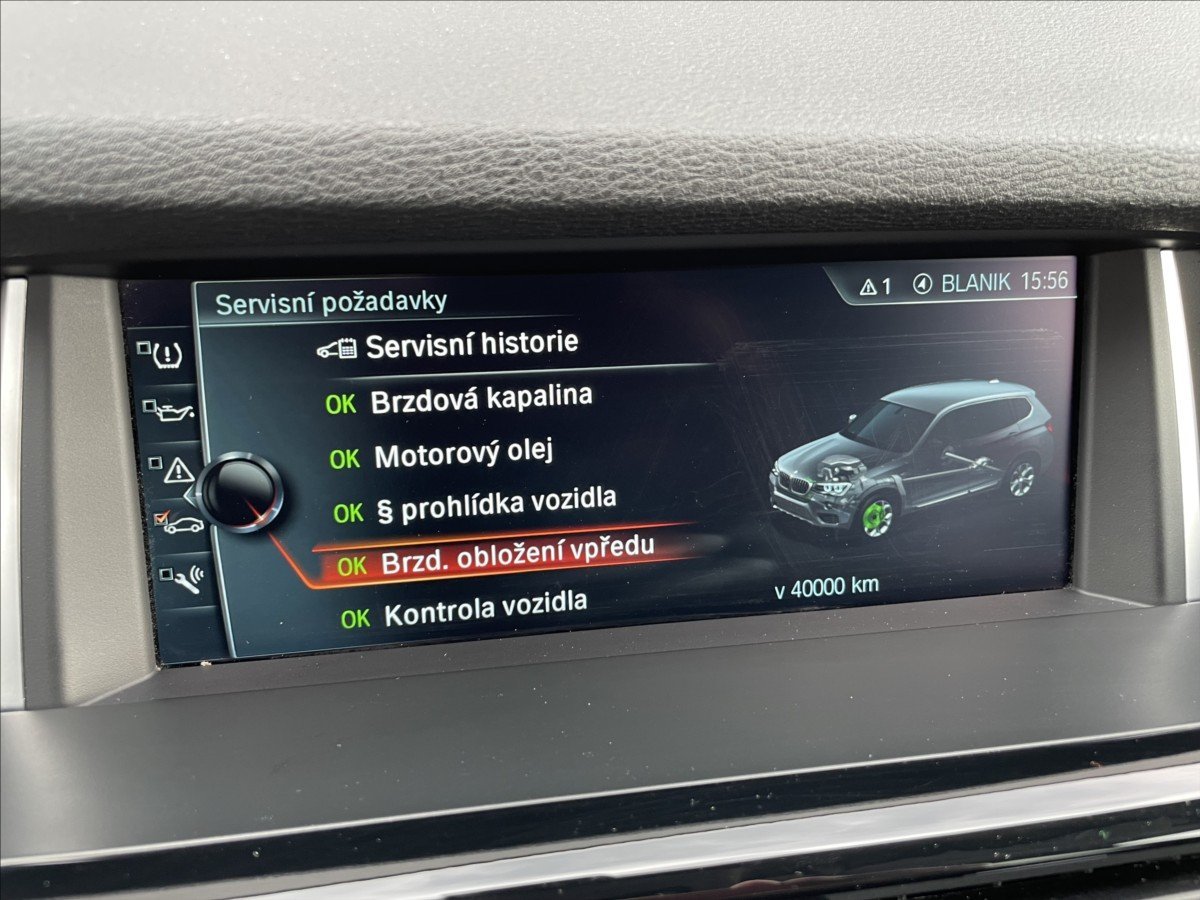 Servisní požadavky
1 BLANIK 15:56
Servisní historie
OK Brzdová kapalina
OK Motorový olej
OK § prohlídka vozidla
OK Brzd. obložení vpředu
OK Kontrola vozidla
v 40000 km